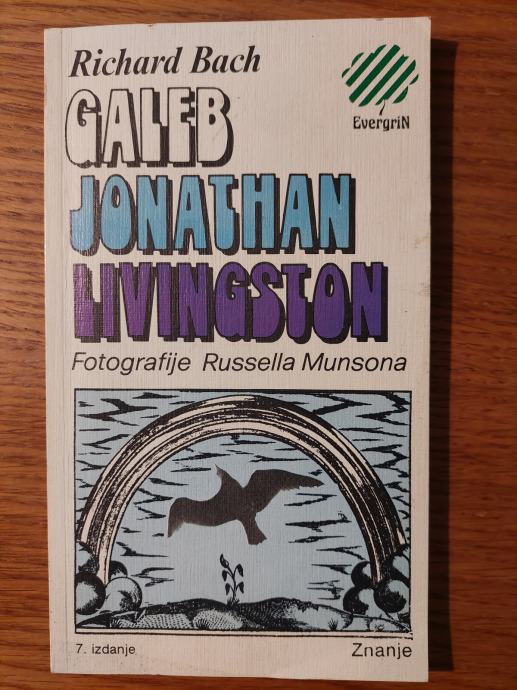 Richard Bach
EvergriN
GALEB
JONATHAN
LIVINGSTON
Fotografije Russella Munsona
7. izdanje
Znanje